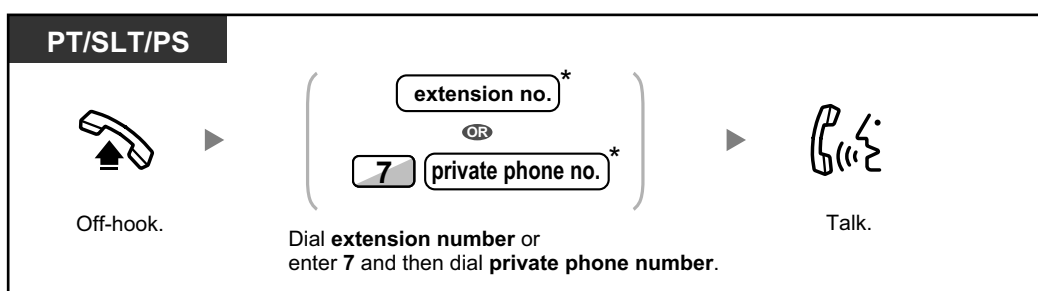 PT/SLT/PS
extension no.*
OR
7 private phone no.*
Off-hook.
Talk.
Dial extension number or
enter 7 and then dial private phone number.